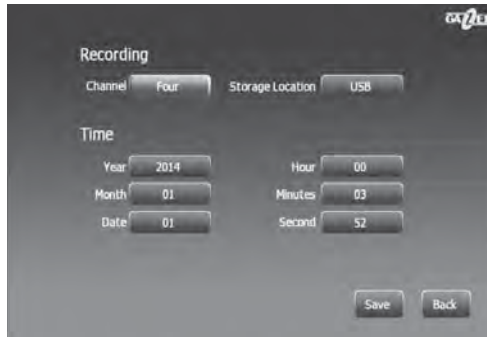 Recording
Channel Four Storage Location USB
Time
Year 2014 Hour 00
Month 01 Minutes 03
Date 01 Second 52
Save Back